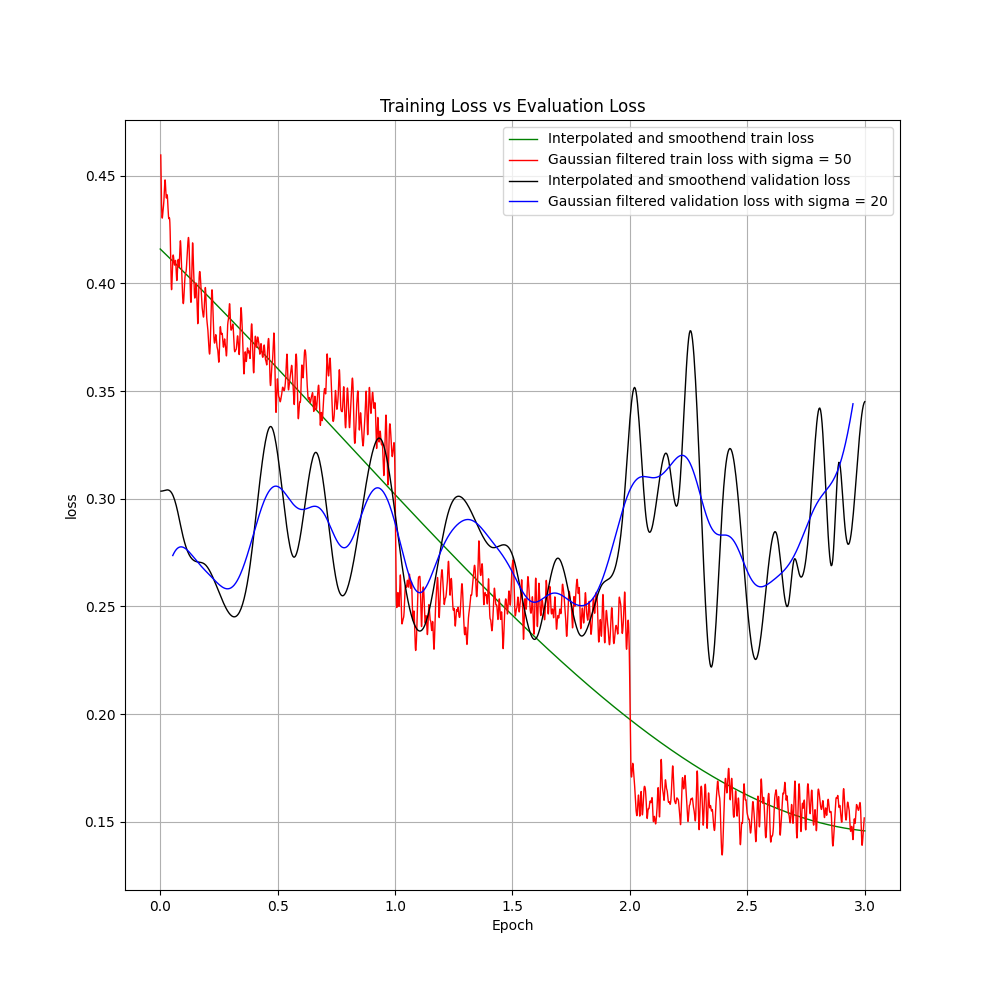 Training Loss vs Evaluation Loss
Interpolated and smoothend train loss
Gaussian filtered train loss with sigma = 50
Interpolated and smoothend validation loss
Gaussian filtered validation loss with sigma = 20
0.45
0.40
0.35
0.30
0.25
0.20
0.15
loss
0.0 0.5 1.0 1.5 2.0 2.5 3.0
Epoch